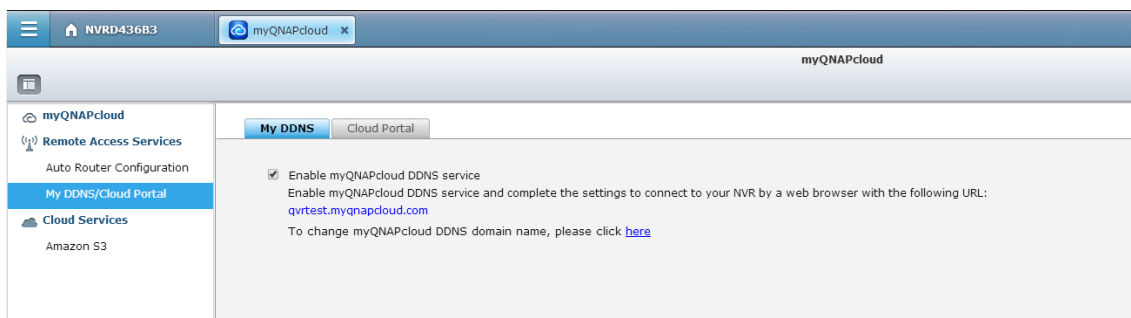 NVRD436B3
myQNAPcloud
myQNAPcloud
myQNAPcloud
Remote Access Services
Auto Router Configuration
My DDNS/Cloud Portal
Cloud Services
Amazon S3
My DDNS
Cloud Portal
Enable myQNAPcloud DDNS service
Enable myQNAPcloud DDNS service and complete the settings to connect to your NVR by a web browser with the following URL:
qvrtest.myqnapcloud.com
To change myQNAPcloud DDNS domain name, please click here